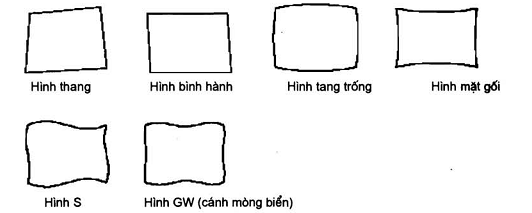 Hình thang Hình bình hành Hình tang trống Hình mặt gối
Hình S Hình GW (cánh mòng biển)